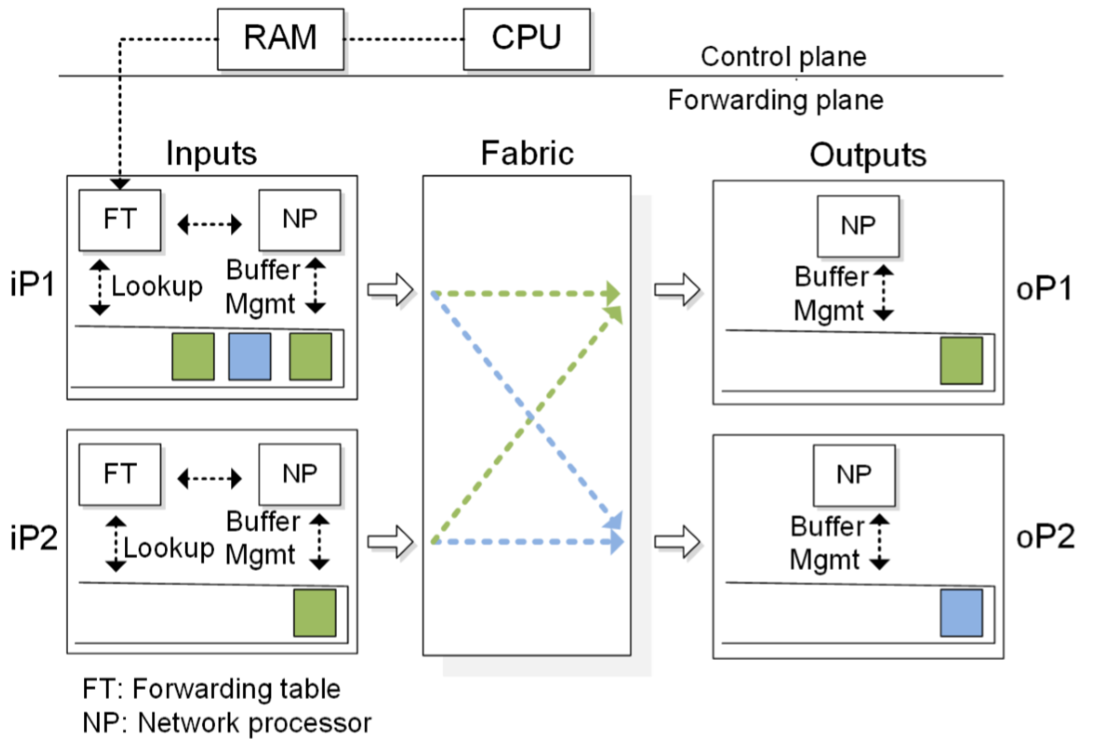 RAM
CPU
Control plane
Forwarding plane
Inputs
Fabric
Outputs
iP1
FT
NP
Lookup
Buffer
Mgmt
NP
Buffer
Mgmt
oP1
iP2
FT
NP
Lookup
Buffer
Mgmt
NP
Buffer
Mgmt
oP2
FT: Forwarding table
NP: Network processor